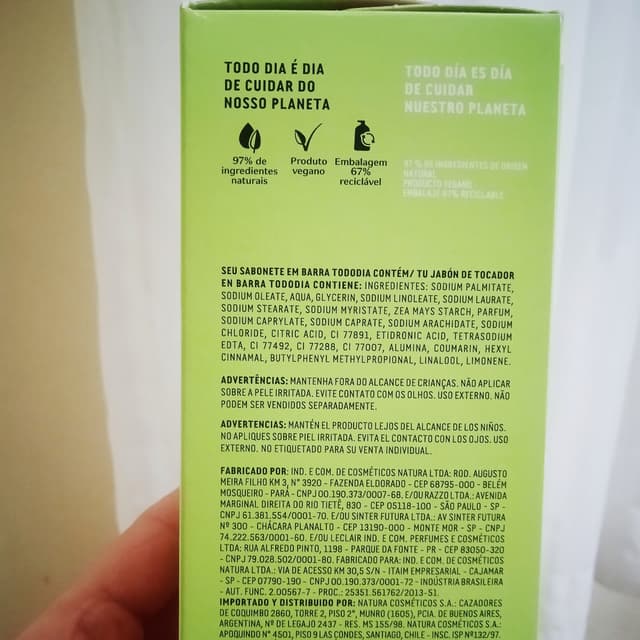 TODO DIA É DIA
DE CUIDAR DO
NOSSO PLANETA
TODO DÍA ES DÍA
DE CUIDAR
NUESTRO PLANETA
97% de
ingredientes
naturais
Produto
vegano
Embalagem
67%
reciclável
97 % DE INGREDIENTES DE ORIGEN
NATURAL
PRODUCTO VEGANO
EMBALAJE 67% RECICLABLE
SEU SABONETE EM BARRA TODODIA CONTÉM/ TU JABÓN DE TOCADOR
EN BARRA TODODIA CONTIENE: INGREDIENTES: SODIUM PALMITATE,
SODIUM OLEATE, AQUA, GLYCERIN, SODIUM LINOLEATE, SODIUM LAURATE,
SODIUM STEARATE, SODIUM MYRISTATE, ZEA MAYS STARCH, PARFUM,
SODIUM CAPRYLATE, SODIUM CAPRATE, SODIUM ARACHIDATE, SODIUM
CHLORIDE, CITRIC ACID, CI 77891, ETIDRONIC ACID, TETRASODIUM
EDTA, CI 77492, CI 77288, CI 77007, ALUMINA, COUMARIN, HEXYL
CINNAMAL, BUTYLPHENYL METHYLPROPIONAL, LINALOOL, LIMONENE.
ADVERTÊNCIAS: MANTENHA FORA DO ALCANCE DE CRIANÇAS. NÃO APLICAR
SOBRE A PELE IRRITADA. EVITE CONTATO COM OS OLHOS. USO EXTERNO. NÃO
PODEM SER VENDIDOS SEPARADAMENTE.
ADVERTENCIAS: MANTÉN EL PRODUCTO LEJOS DEL ALCANCE DE LOS NIÑOS.
NO APLIQUES SOBRE PIEL IRRITADA. EVITA EL CONTACTO CON LOS OJOS. USO
EXTERNO. NO ETIQUETADO PARA SU VENTA INDIVIDUAL.
FABRICADO POR: IND. E COM. DE COSMÉTICOS NATURA LTDA: ROD. AUGUSTO
MEIRA FILHO KM 3, N° 3920 - FAZENDA ELDORADO - CEP 68795-000 - BELÉM
MOSQUEIRO - PARÁ - CNPJ 00.190.373/0007-68. E/OU RAZZO LTDA.: AVENIDA
MARGINAL DIREITA DO RIO TIETÊ, 830 - CEP 05118-100 - SÃO PAULO - SP -
CNPJ 61.381.554/0001-70. E/OU SINTER FUTURA LTDA.: AV SINTER FUTURA
Nº 300 - CHÁCARA PLANALTO - CEP 13190-000 - MONTE MOR - SP - CNPJ
74.222.563/0001-60. E/OU LECLAIR IND. E COM. PERFUMES E COSMÉTICOS
LTDA: RUA ALFREDO PINTO, 1198 - PARQUE DA FONTE - PR - CEP 83050-320
- CNPJ 79.028.502/0001-80. FABRICADO PARA: IND. E COM. DE COSMÉTICOS
NATURA LTDA.: VIA DE ACESSO KM 30,5 S/N - ITAIM EMPRESARIAL - CAJAMAR
- SP - CEP 07790-190 - CNPJ 00.190.373/0001-72 - INDÚSTRIA BRASILEIRA
- AUT. FUNC. 2.00567-7 - PROC.: 25351.561762/2013-51.
IMPORTADO Y DISTRIBUIDO POR: NATURA COSMÉTICOS S.A.: CAZADORES
DE COQUIMBO 2860, TORRE 2, PISO 2°, MUNRO (1605), PCIA. DE BUENOS AIRES,
ARGENTINA, Nº DE LEGAJO 2437 - RES. MS 155/98. NATURA COSMÉTICOS S.A.:
APOQUINDO N° 4501, PISO 9 LAS CONDES, SANTIAGO, CHILE - INSC. Nº M132/97.